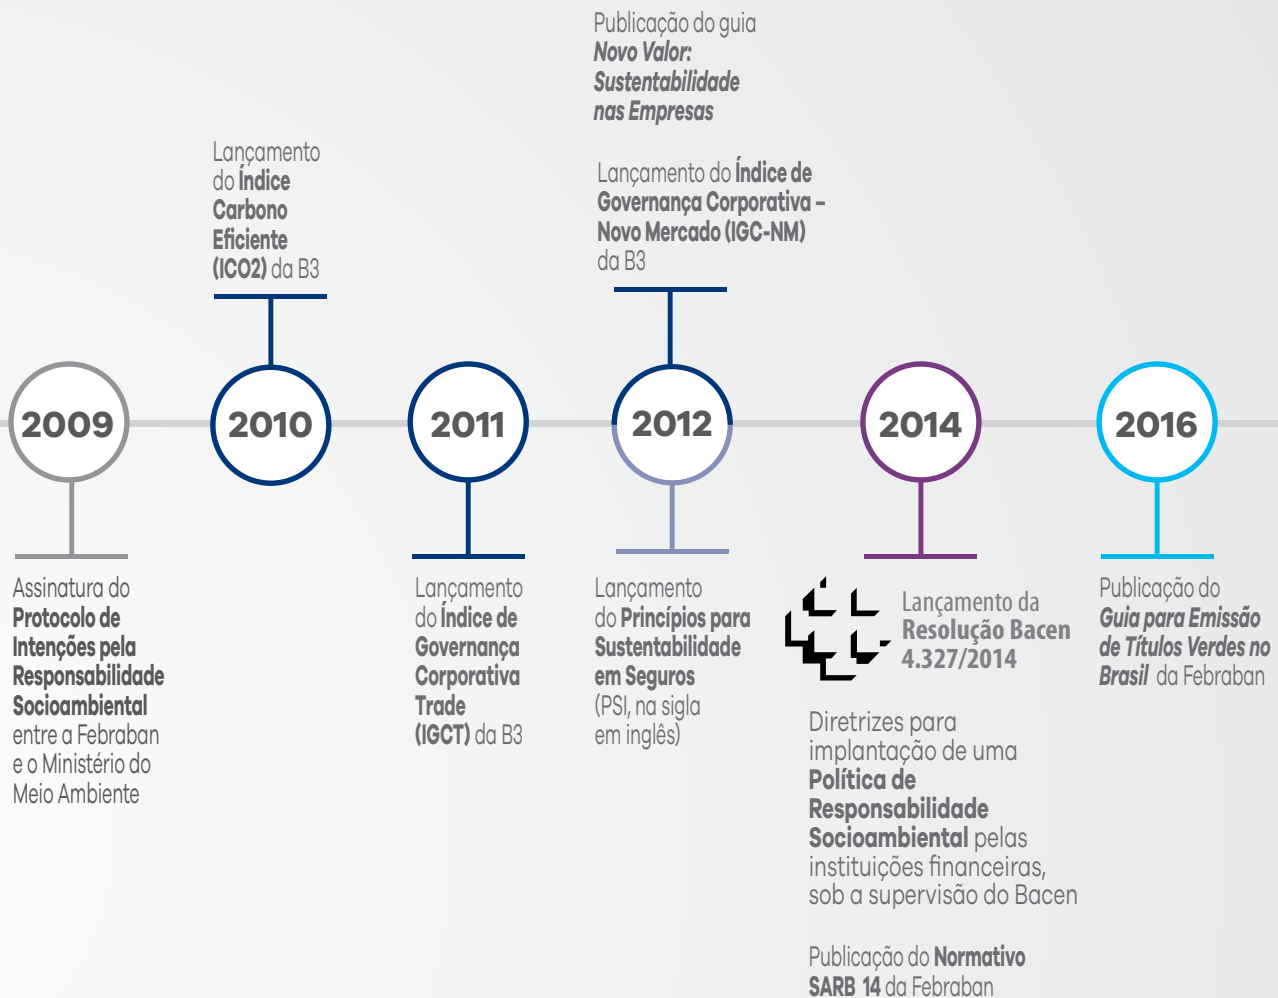 Publicação do guia
Novo Valor:
Sustentabilidade
nas Empresas
Lançamento
do Índice
Carbono
Eficiente
(ICO2) da B3
Lançamento do Índice de
Governança Corporativa –
Novo Mercado (IGC-NM)
da B3
2009
2010
2011
2012
2014
2016
Assinatura do
Protocolo de
Intenções pela
Responsabilidade
Socioambiental
entre a Febraban
e o Ministério do
Meio Ambiente
Lançamento
do Índice de
Governança
Corporativa
Trade
(IGCT) da B3
Lançamento
do Princípios para
Sustentabilidade
em Seguros
(PSI, na sigla
em inglês)
Lançamento da
Resolução Bacen
4.327/2014
Diretrizes para
implantação de uma
Política de
Responsabilidade
Socioambiental pelas
instituições financeiras,
sob a supervisão do Bacen
Publicação do Normativo
SARB 14 da Febraban
Publicação do
Guia para Emissão
de Títulos Verdes no
Brasil da Febraban